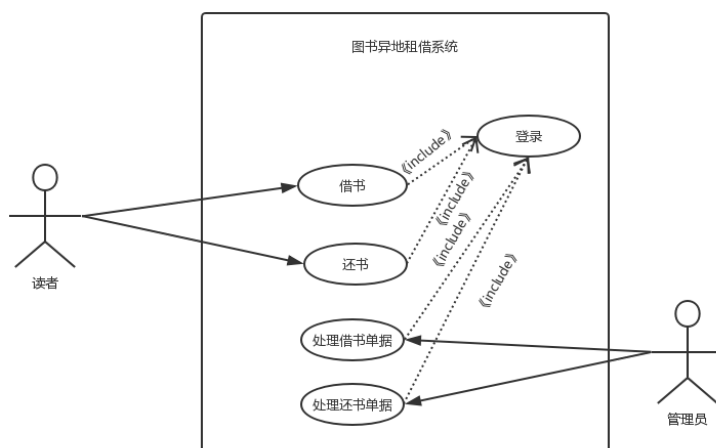 图书异地租借系统
登录
《include》
借书
《include》
《include》
还书
读者
《include》
处理借书单据
处理还书单据
管理员